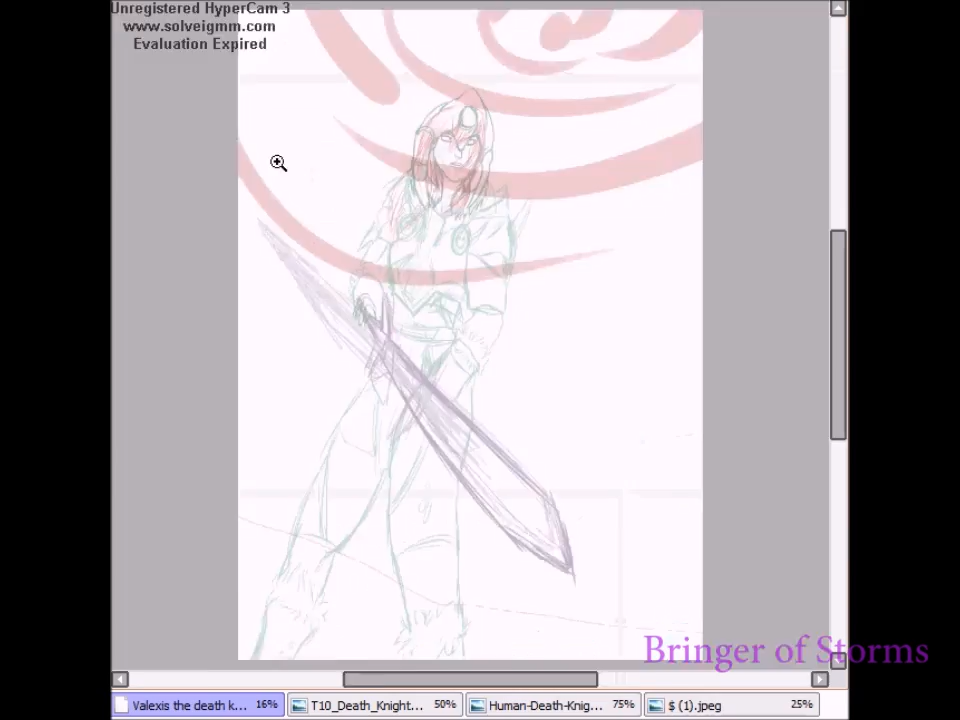 Unregistered HyperCam 3
www.solveigmm.com
Evaluation Expired
Bringer of Storms
Valexis the death k... 16%
T10_Death_Knight... 50%
Human-Death-Knig... 75%
$ (1).jpeg 25%